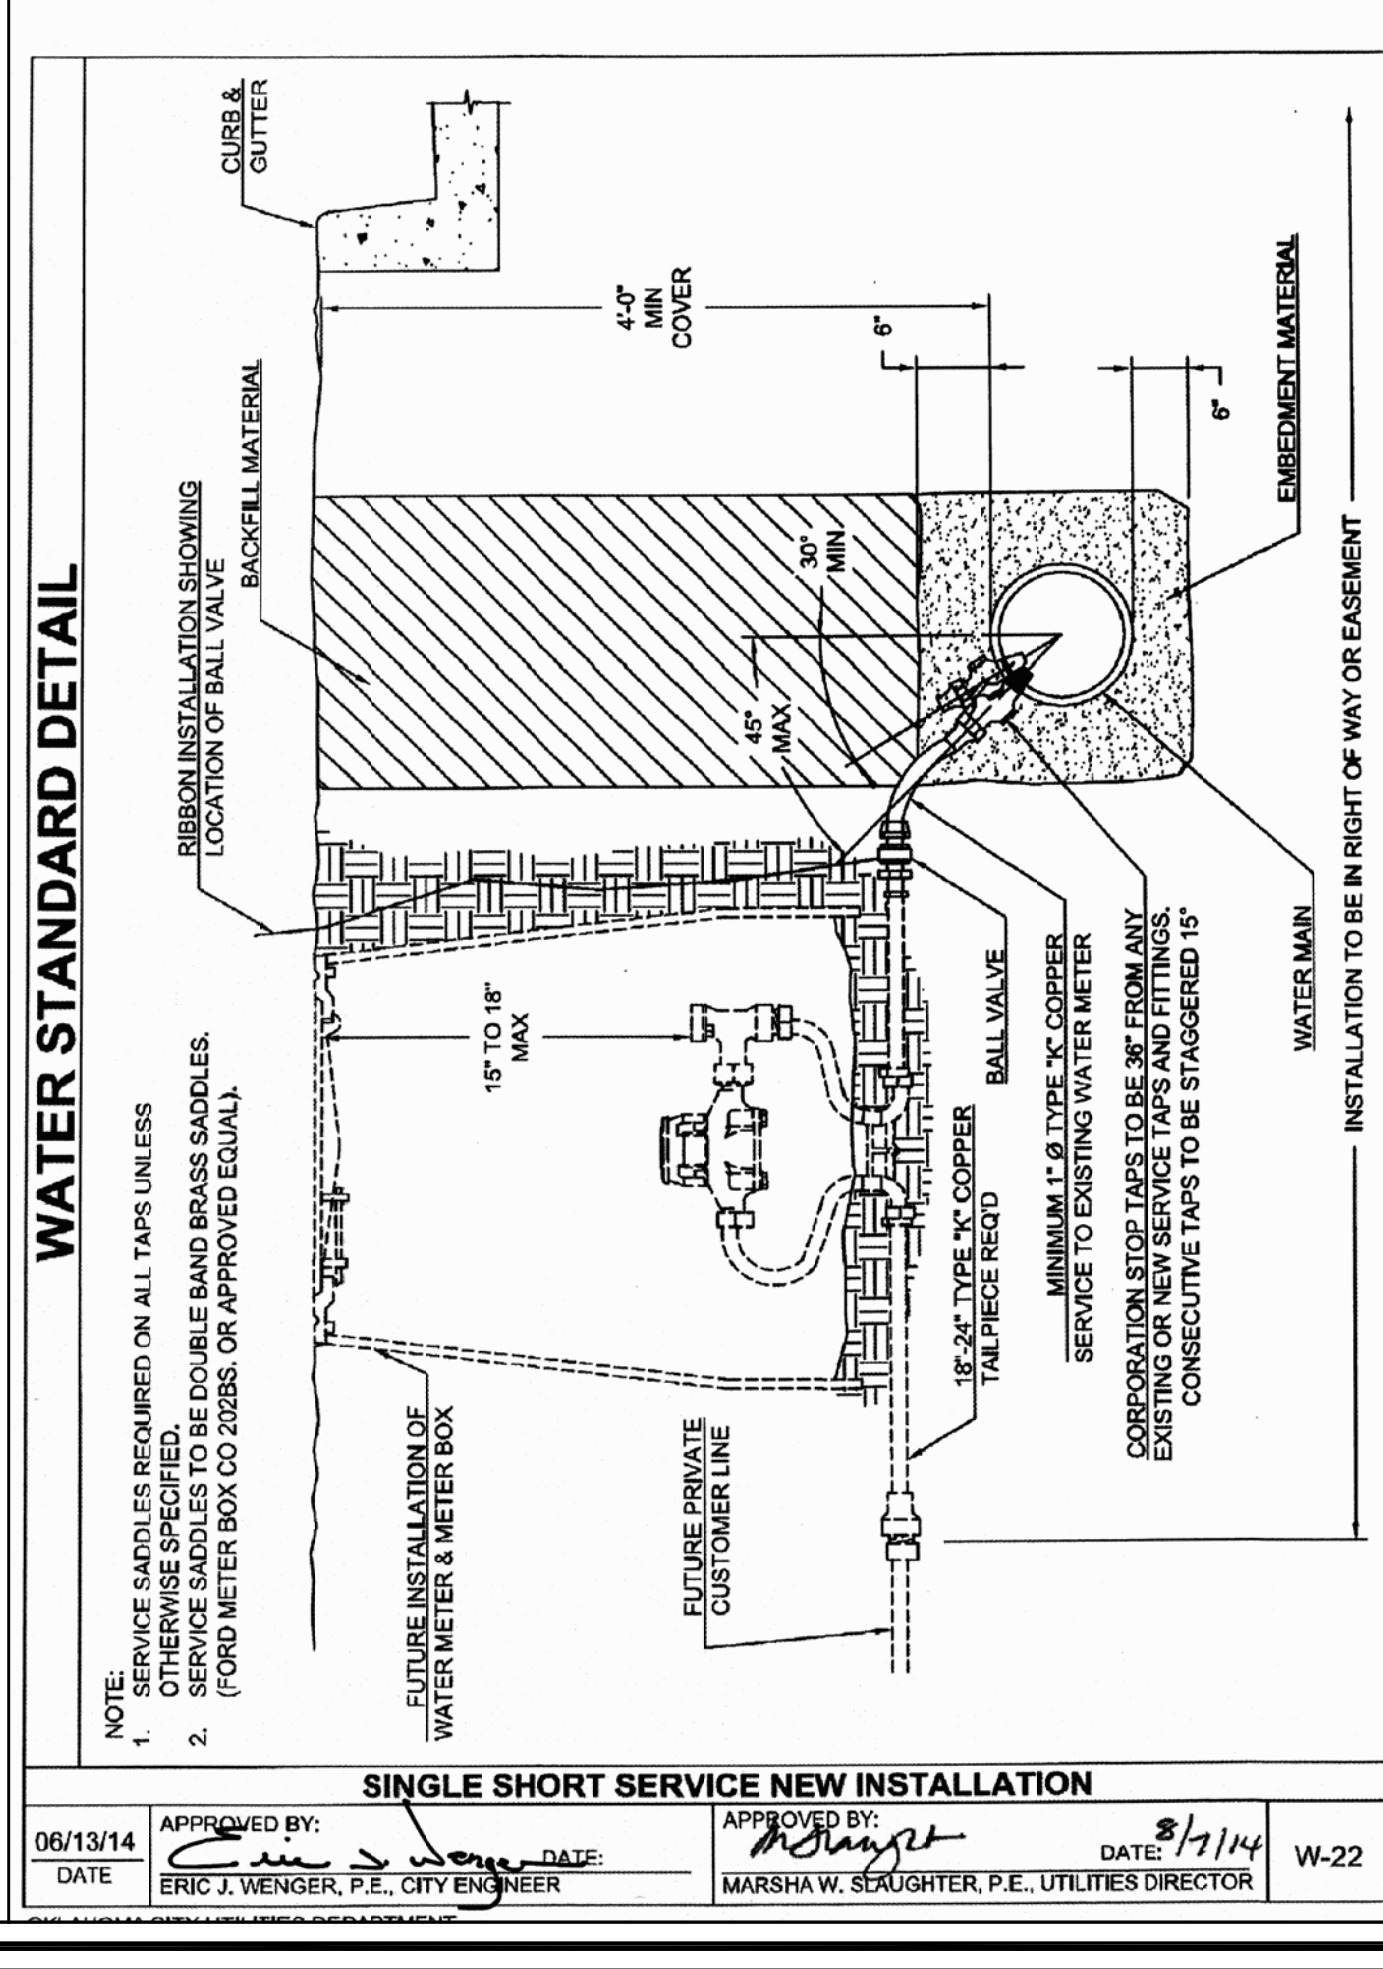 WATER STANDARD DETAIL
NOTE:
1. SERVICE SADDLES REQUIRED ON ALL TAPS UNLESS
OTHERWISE SPECIFIED.
2. SERVICE SADDLES TO BE DOUBLE BAND BRASS SADDLES.
(FORD METER BOX CO 202BS. OR APPROVED EQUAL).
RIBBON INSTALLATION SHOWING
LOCATION OF BALL VALVE
BACKFILL MATERIAL
CURB &
GUTTER
FUTURE INSTALLATION OF
WATER METER & METER BOX
15" TO 18"
MAX
4'-0"
MIN
COVER
45°
MAX
30°
MIN
6"
6"
FUTURE PRIVATE
CUSTOMER LINE
18"-24" TYPE "K" COPPER
TAILPIECE REQ'D
BALL VALVE
MINIMUM 1" Ø TYPE "K" COPPER
SERVICE TO EXISTING WATER METER
CORPORATION STOP TAPS TO BE 36" FROM ANY
EXISTING OR NEW SERVICE TAPS AND FITTINGS.
CONSECUTIVE TAPS TO BE STAGGERED 15°
WATER MAIN
EMBEDMENT MATERIAL
INSTALLATION TO BE IN RIGHT OF WAY OR EASEMENT
SINGLE SHORT SERVICE NEW INSTALLATION
06/13/14
DATE
APPROVED BY:
Eric J. Wenger DATE:
ERIC J. WENGER, P.E., CITY ENGINEER
APPROVED BY:
MSlaught DATE: 8/7/14
MARSHA W. SLAUGHTER, P.E., UTILITIES DIRECTOR
W-22
OKLAHOMA CITY UTILITIES DEPARTMENT